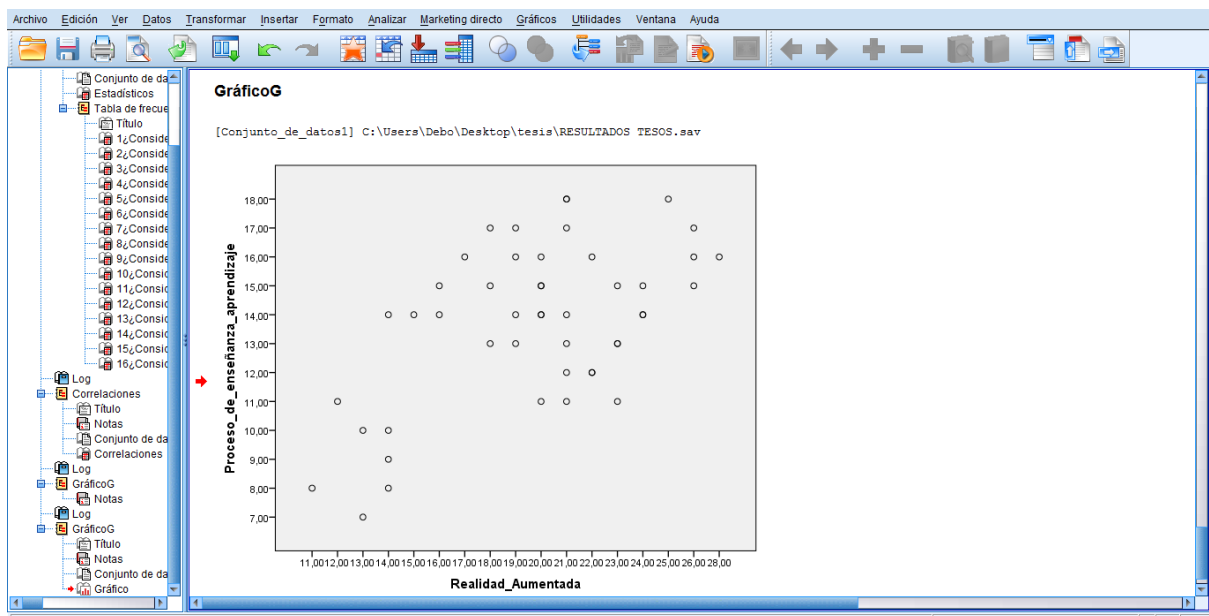 Archivo Edición Ver Datos Transformar Insertar Formato Analizar Marketing directo Gráficos Utilidades Ventana Ayuda
Conjunto de da
Estadísticos
Tabla de frecue
Título
1¿Conside
2¿Conside
3¿Conside
4¿Conside
5¿Conside
6¿Conside
7¿Conside
8¿Conside
9¿Conside
10¿Consic
11¿Consic
12¿Consic
13¿Consic
14¿Consic
15¿Consic
16¿Consic
Log
Correlaciones
Título
Notas
Conjunto de da
Correlaciones
Log
GráficoG
Notas
Log
GráficoG
Título
Notas
Conjunto de da
Gráfico
GráficoG
[Conjunto_de_datos1] C:\Users\Debo\Desktop\tesis\RESULTADOS TESOS.sav
Proceso_de_enseñanza_aprendizaje
18,00
17,00
16,00
15,00
14,00
13,00
12,00
11,00
10,00
9,00
8,00
7,00
11,00 12,00 13,00 14,00 15,00 16,00 17,00 18,00 19,00 20,00 21,00 22,00 23,00 24,00 25,00 26,00 28,00
Realidad_Aumentada